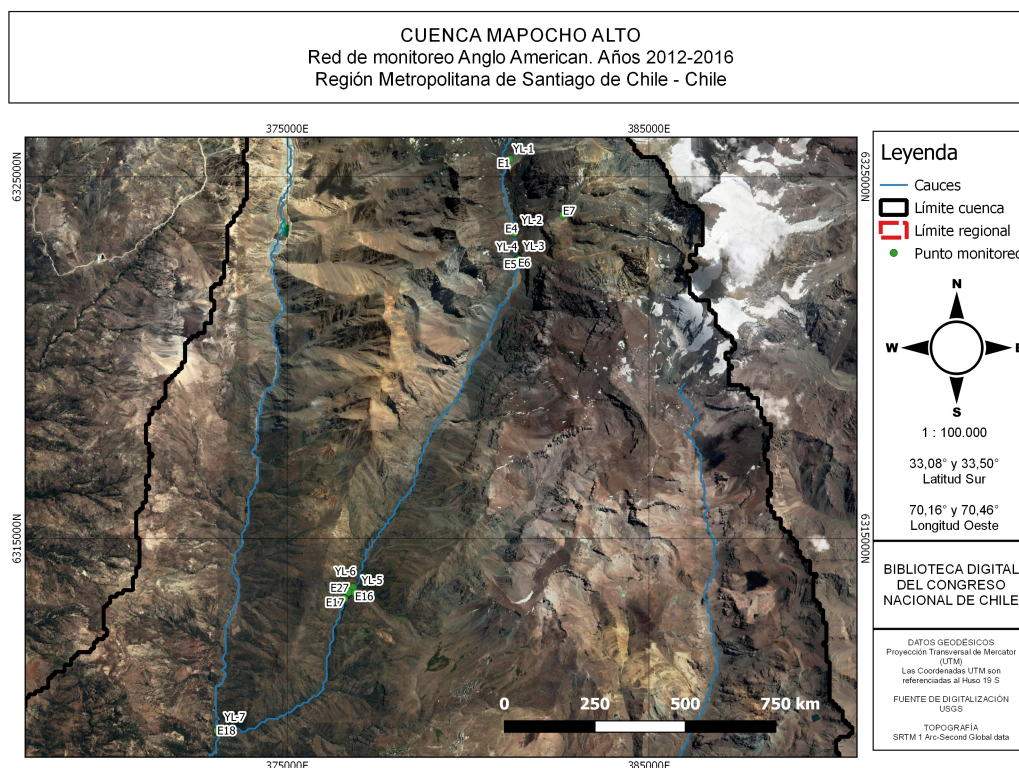 CUENCA MAPOCHO ALTO
Red de monitoreo Anglo American. Años 2012-2016
Región Metropolitana de Santiago de Chile - Chile
375000E
385000E
6325000N
6325000N
YL-1
E1
E7
YL-2
E4
YL-4
YL-3
E5
E6
6315000N
6315000N
YL-6
YL-5
E27
E16
E17
YL-7
E18
0 250 500 750 km
375000E
385000E
Leyenda
Cauces
Límite cuenca
Límite regional
Punto monitoreo
N
W
E
S
1 : 100.000
33,08° y 33,50°
Latitud Sur
70,16° y 70,46°
Longitud Oeste
BIBLIOTECA DIGITAL
DEL CONGRESO
NACIONAL DE CHILE
DATOS GEODÉSICOS
Proyección Transversal de Mercator
(UTM)
Las Coordenadas UTM son
referenciadas al Huso 19 S
FUENTE DE DIGITALIZACIÓN
USGS
TOPOGRAFÍA
SRTM 1 Arc-Second Global data